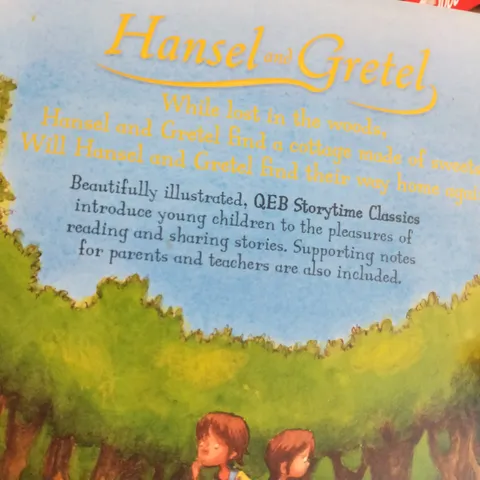 Hansel and Gretel
While lost in the woods,
Hansel and Gretel find a cottage made of sweets
Will Hansel and Gretel find their way home
Beautifully illustrated, QEB Storytime Classics
introduce young children to the pleasures of
reading and sharing stories. Supporting notes
for parents and teachers are also included.